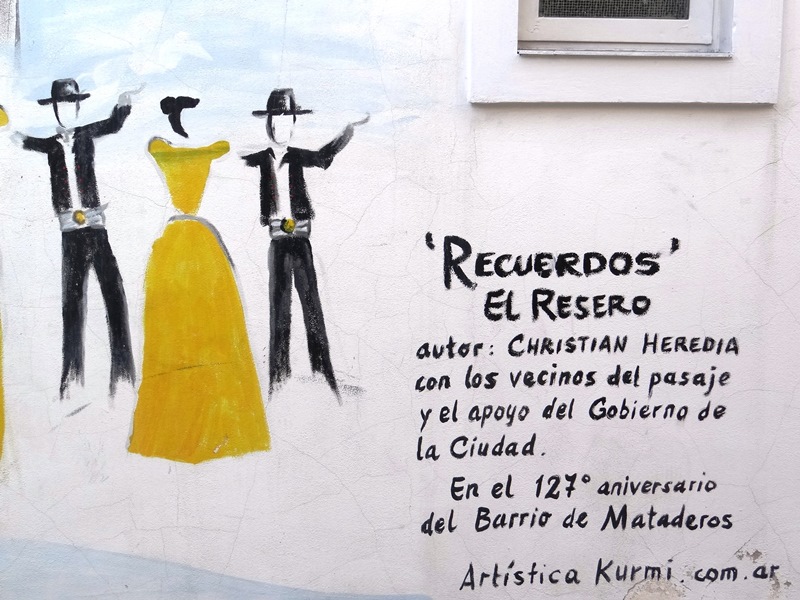 'RECUERDOS'
EL RESERO
autor: CHRISTIAN HEREDIA
con los vecinos del pasaje
y el apoyo del Gobierno de
la Ciudad.
En el 127° aniversario
del Barrio de Mataderos
Artística Kurmi.com.ar